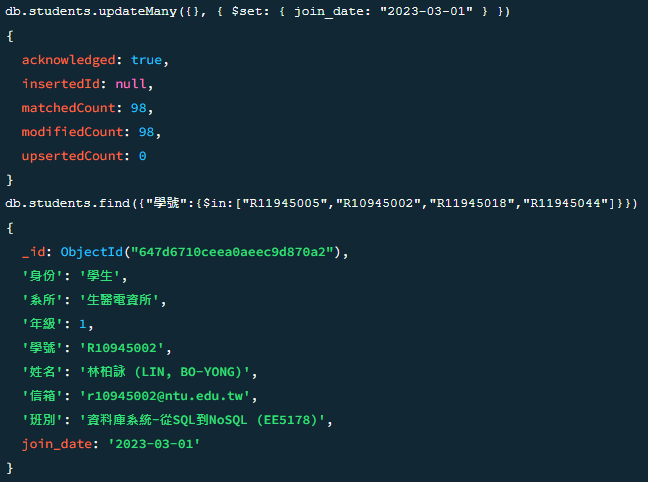 db.students.updateMany({}, { $set: { join_date: "2023-03-01" } })
{
  acknowledged: true,
  insertedId: null,
  matchedCount: 98,
  modifiedCount: 98,
  upsertedCount: 0
}
db.students.find({"學號":{$in:["R11945005","R10945002","R11945018","R11945044"]}})
{
  _id: ObjectId("647d6710ceea0aeec9d870a2"),
  '身份': '學生',
  '系所': '生醫電資所',
  '年級': 1,
  '學號': 'R10945002',
  '姓名': '林柏詠 (LIN, BO-YONG)',
  '信箱': 'r10945002@ntu.edu.tw',
  '班別': '資料庫系統-從SQL到NoSQL (EE5178)',
  join_date: '2023-03-01'
}